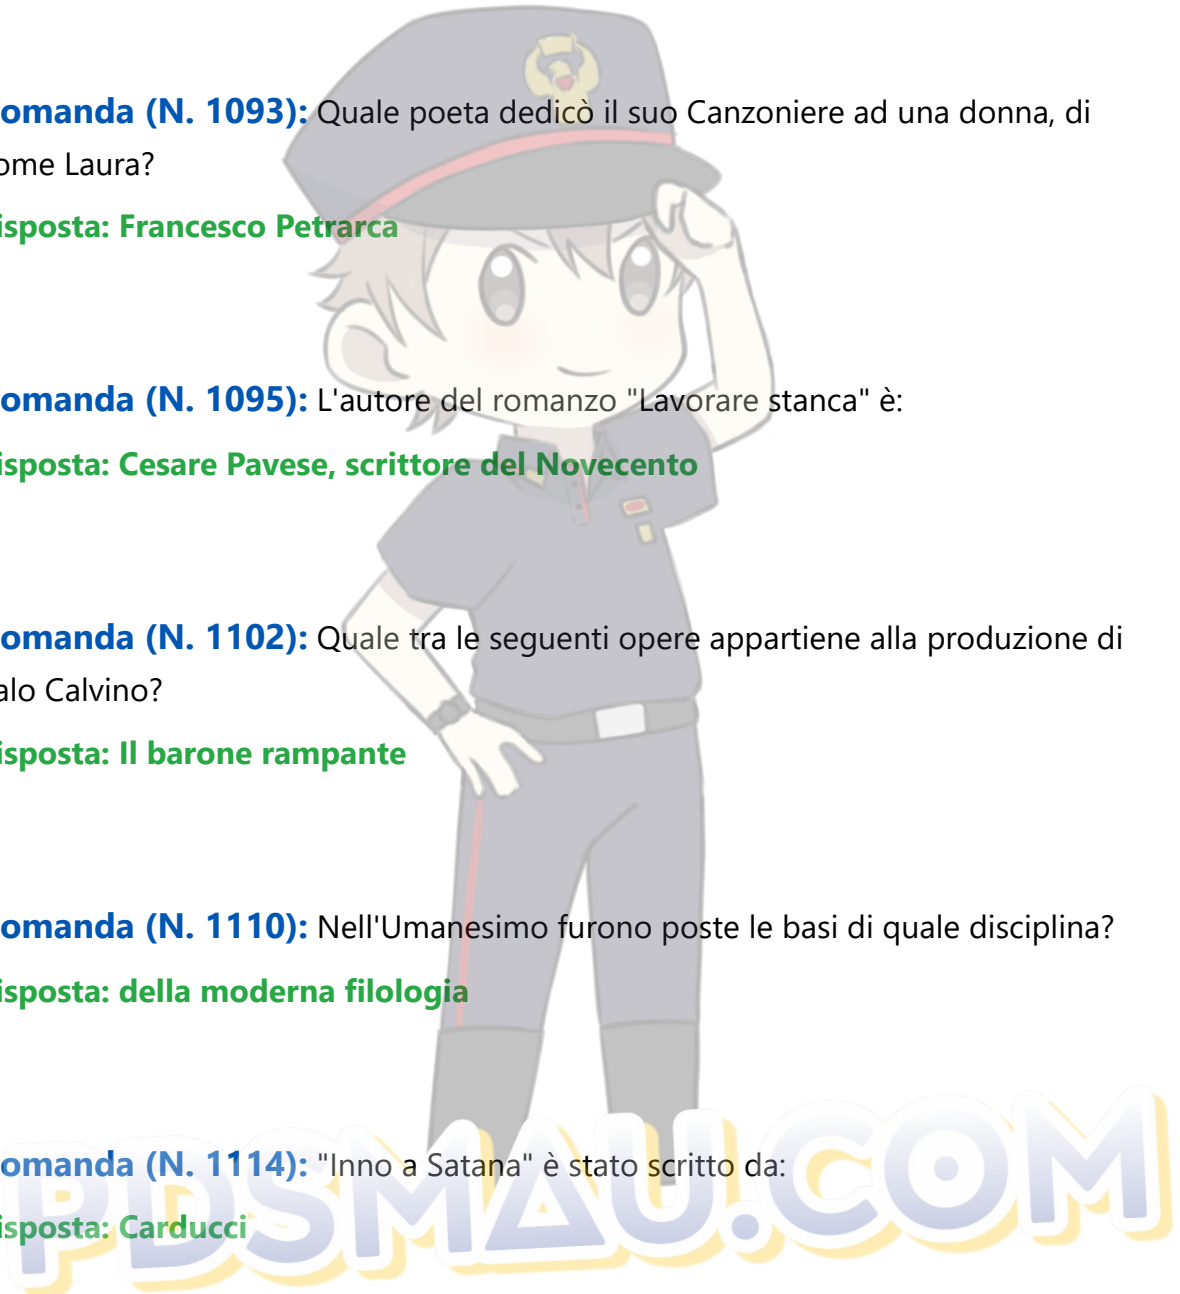 omanda (N. 1093): Quale poeta dedicò il suo Canzoniere ad una donna, di
ome Laura?
isposta: Francesco Petrarca
omanda (N. 1095): L'autore del romanzo "Lavorare stanca" è:
isposta: Cesare Pavese, scrittore del Novecento
omanda (N. 1102): Quale tra le seguenti opere appartiene alla produzione di
alo Calvino?
isposta: Il barone rampante
omanda (N. 1110): Nell'Umanesimo furono poste le basi di quale disciplina?
isposta: della moderna filologia
omanda (N. 1114): "Inno a Satana" è stato scritto da:
isposta: Carducci
PDSMAU.COM